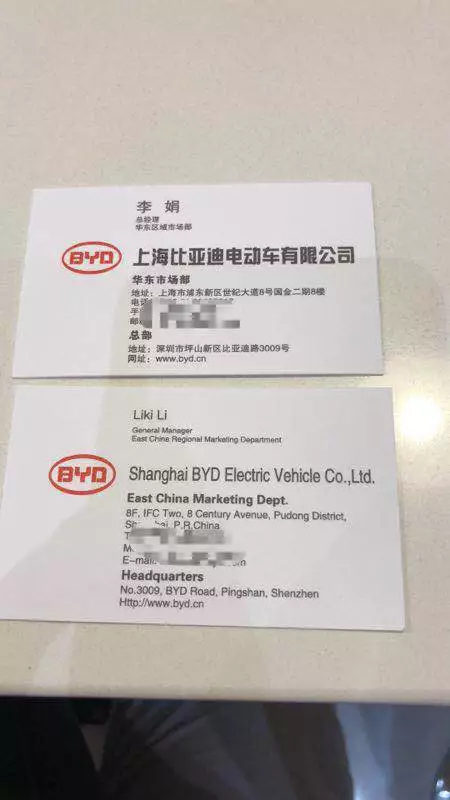 李 娟
总经理
华东区域市场部
BYD
上海比亚迪电动车有限公司
华东市场部
地址：上海市浦东新区世纪大道8号国金二期8楼
电话
手
邮
总部
地址：深圳市坪山新区比亚迪路3009号
网址：www.byd.cn
Liki Li
General Manager
East China Regional Marketing Department
BYD
Shanghai BYD Electric Vehicle Co.,Ltd.
East China Marketing Dept.
8F, IFC Two, 8 Century Avenue, Pudong District,
P.R.China
T
M.
E-mail:
Headquarters
No.3009, BYD Road, Pingshan, Shenzhen
Http://www.byd.cn